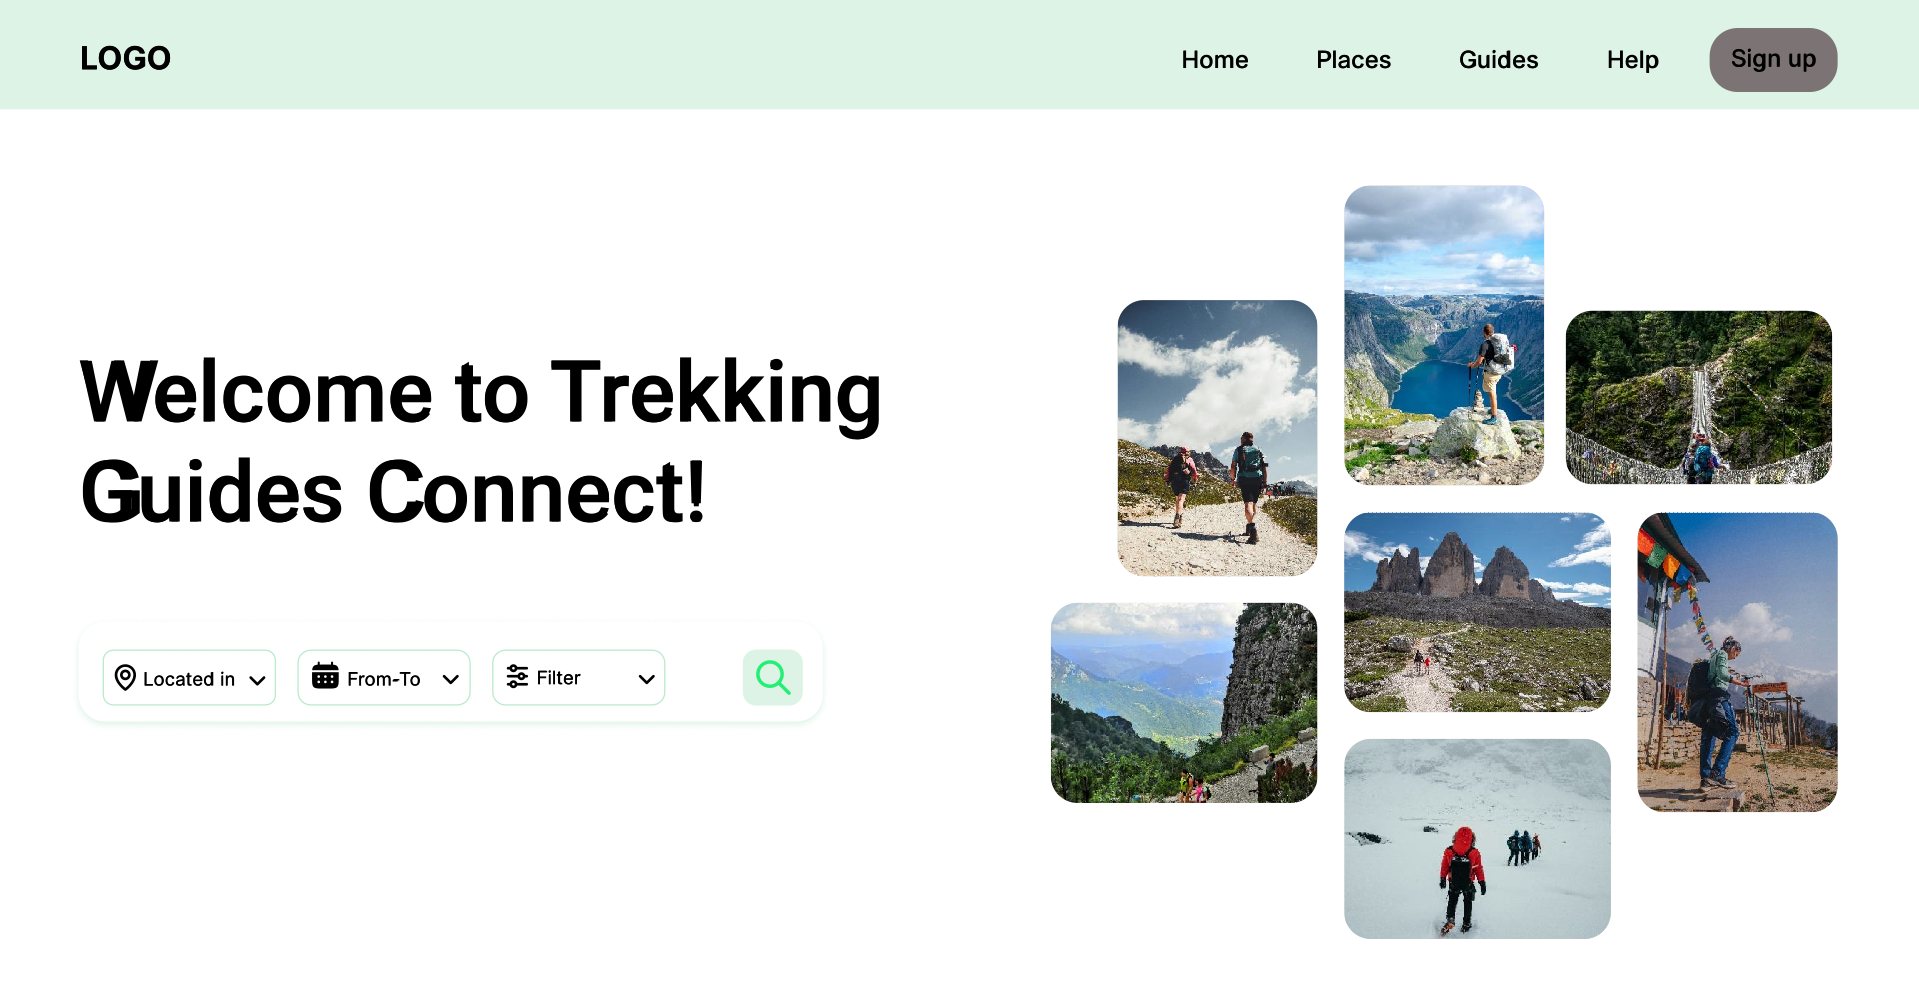 LOGO
Home Places Guides Help Sign up
Welcome to Trekking
Guides Connect!
Located in From-To Filter